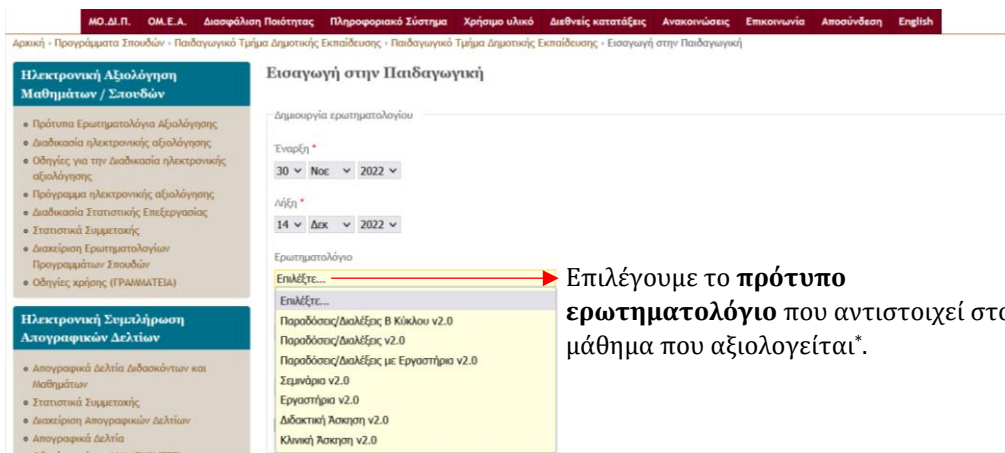 ΜΟ.ΔΙ.Π. ΟΜ.Ε.Α. Διασφάλιση Ποιότητας Πληροφοριακό Σύστημα Χρήσιμο υλικό Διεθνείς κατατάξεις Ανακοινώσεις Επικοινωνία Αποσύνδεση English
Αρχική › Προγράμματα Σπουδών › Παιδαγωγικό Τμήμα Δημοτικής Εκπαίδευσης › Παιδαγωγικό Τμήμα Δημοτικής Εκπαίδευσης › Εισαγωγή στην Παιδαγωγική
Ηλεκτρονική Αξιολόγηση
Μαθημάτων / Σπουδών
Πρότυπα Ερωτηματολόγια Αξιολόγησης
Διαδικασία ηλεκτρονικής αξιολόγησης
Οδηγίες για την Διαδικασία ηλεκτρονικής
αξιολόγησης
Πρόγραμμα ηλεκτρονικής αξιολόγησης
Διαδικασία Στατιστικής Επεξεργασίας
Στατιστικά Συμμετοχής
Διαχείριση Ερωτηματολογίων
Προγραμμάτων Σπουδών
Οδηγίες χρήσης (ΓΡΑΜΜΑΤΕΙΑ)
Ηλεκτρονική Συμπλήρωση
Απογραφικών Δελτίων
Απογραφικά Δελτία Διδασκόντων και
Μαθημάτων
Στατιστικά Συμμετοχής
Διαχείριση Απογραφικών Δελτίων
Απογραφικά Δελτία
Εισαγωγή στην Παιδαγωγική
Δημιουργία ερωτηματολογίου
Έναρξη *
30 Νοε 2022
Λήξη *
14 Δεκ 2022
Ερωτηματολόγιο
Επιλέξτε...
Επιλέξτε...
Παραδόσεις/Διαλέξεις Β Κύκλου v2.0
Παραδόσεις/Διαλέξεις v2.0
Παραδόσεις/Διαλέξεις με Εργαστήρια v2.0
Σεμινάρια v2.0
Εργαστήρια v2.0
Διδακτική Άσκηση v2.0
Κλινική Άσκηση v2.0
Επιλέγουμε το πρότυπο
ερωτηματολόγιο που αντιστοιχεί στο
μάθημα που αξιολογείται*.